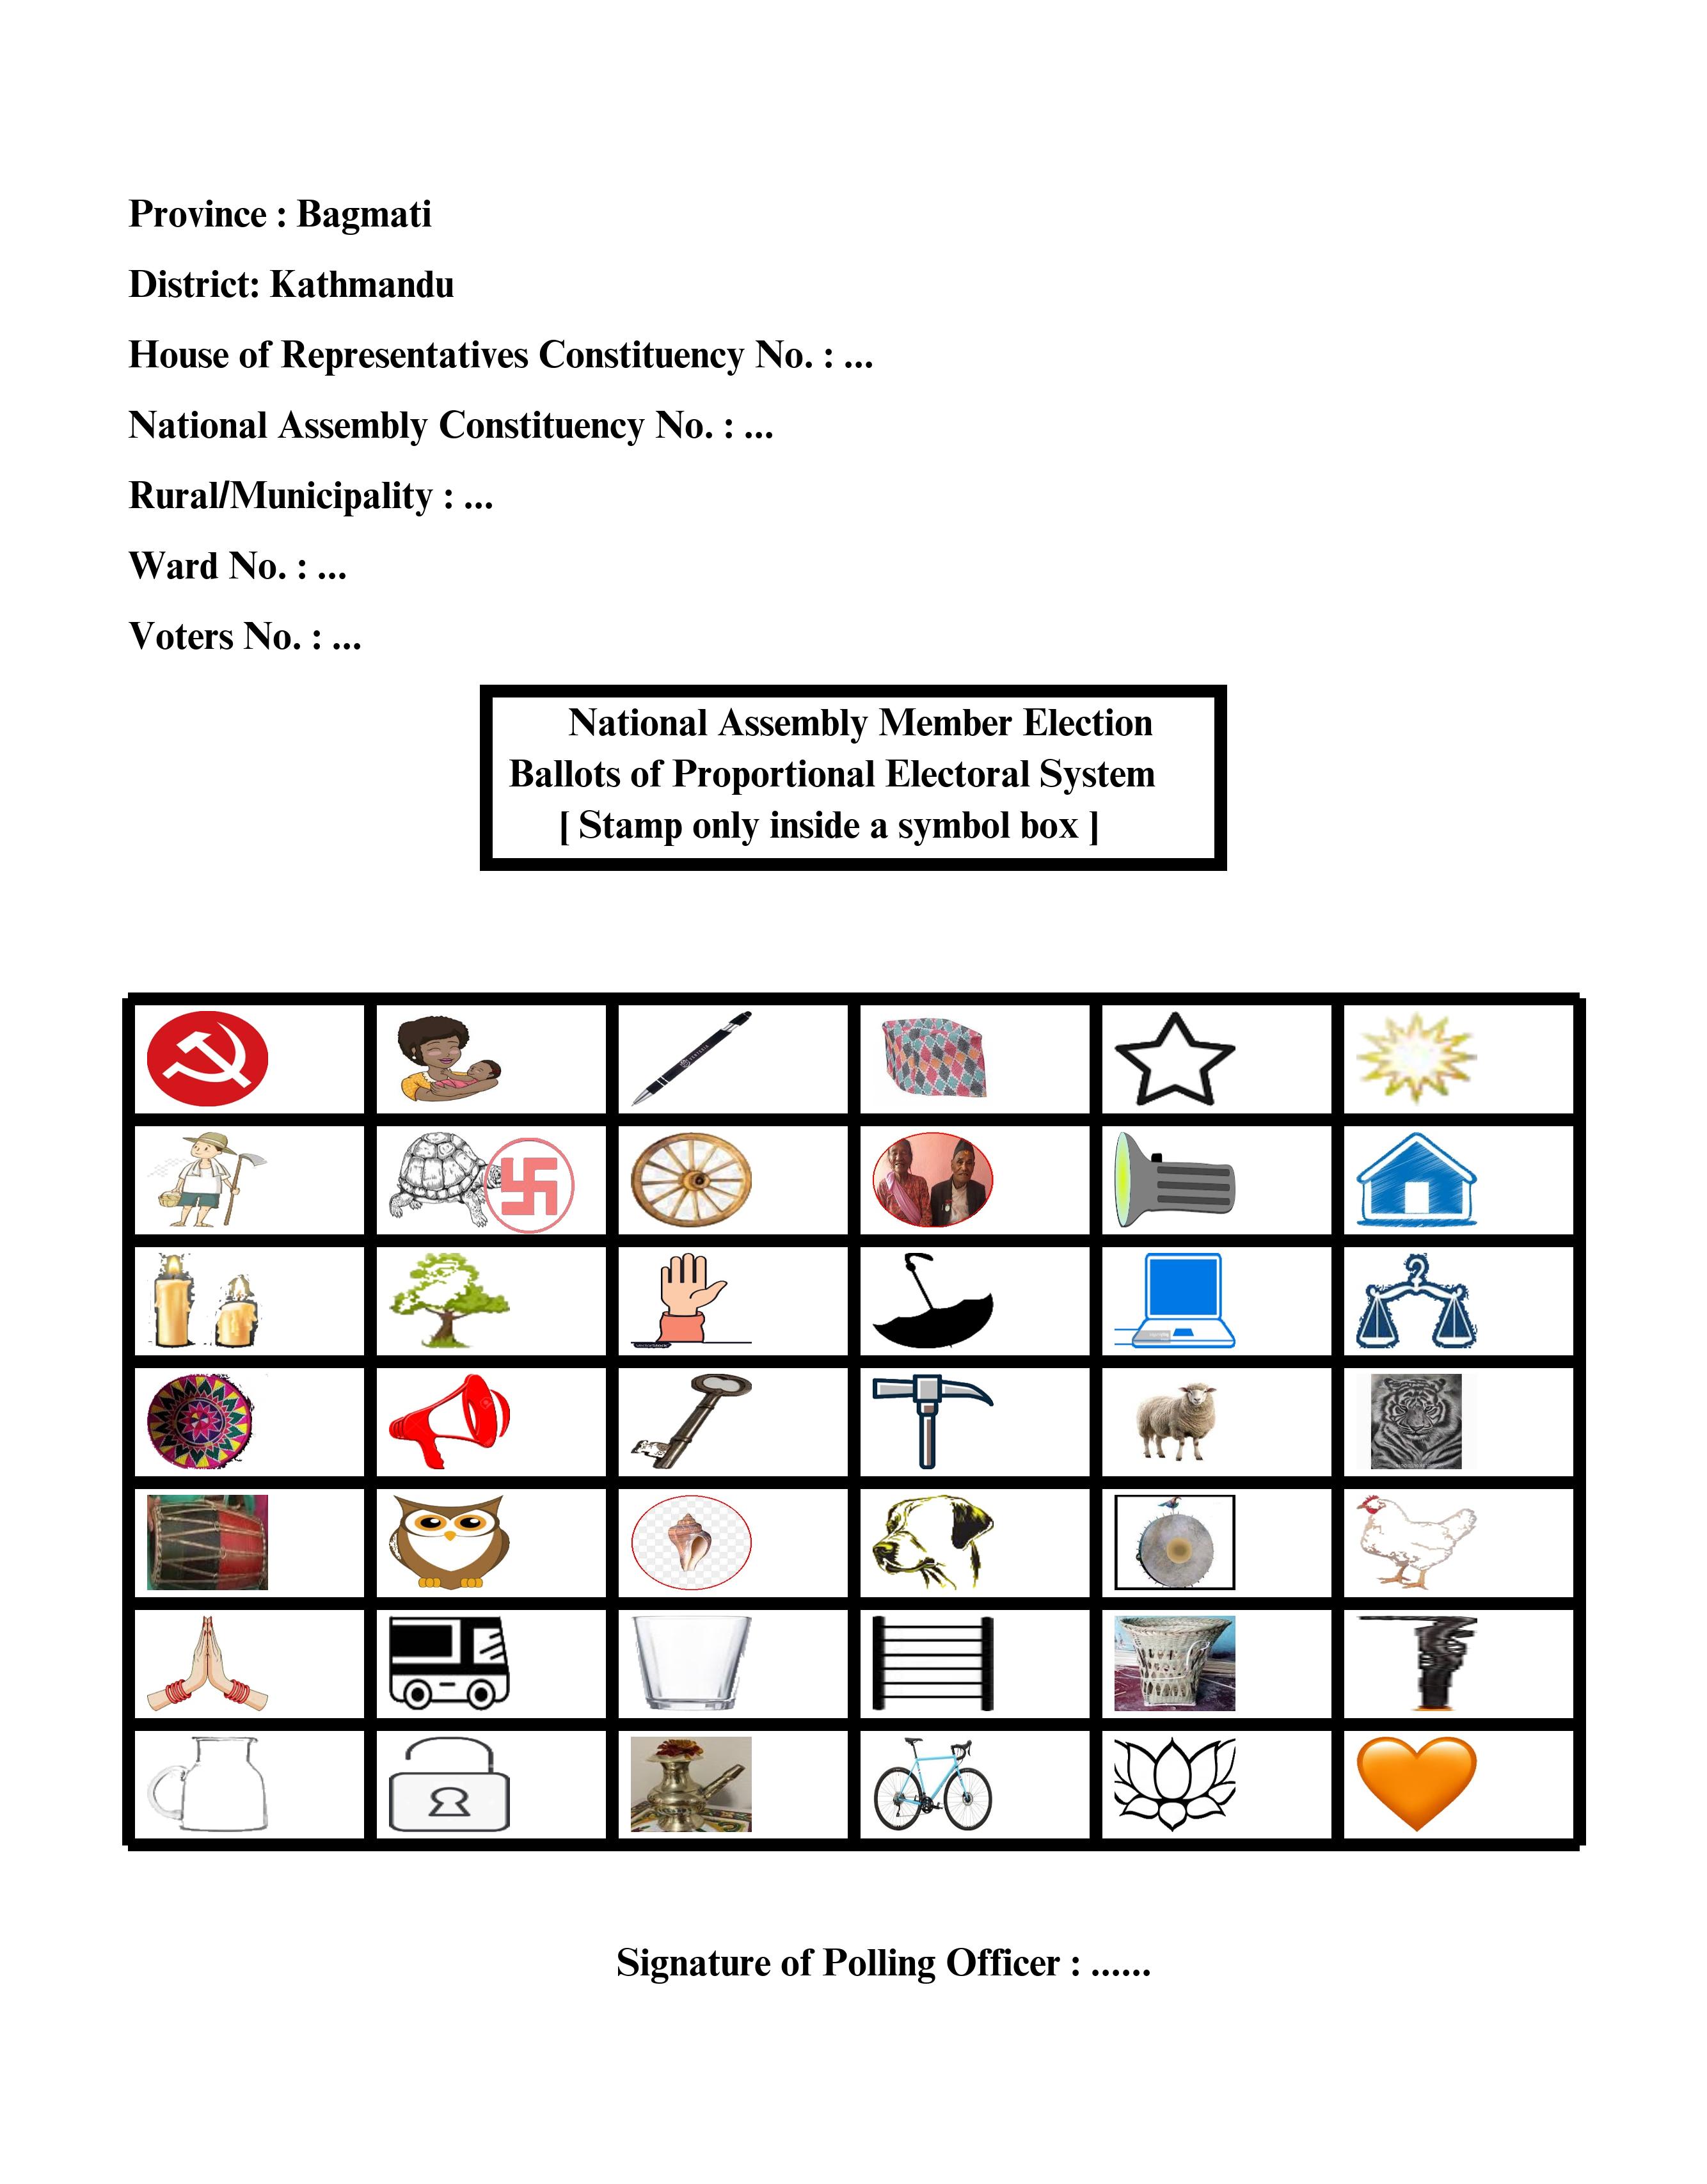 Province : Bagmati
District: Kathmandu
House of Representatives Constituency No. : ...
National Assembly Constituency No. : ...
Rural/Municipality : ...
Ward No. : ...
Voters No. : ...
National Assembly Member Election
Ballots of Proportional Electoral System
[ Stamp only inside a symbol box ]
Signature of Polling Officer : ......